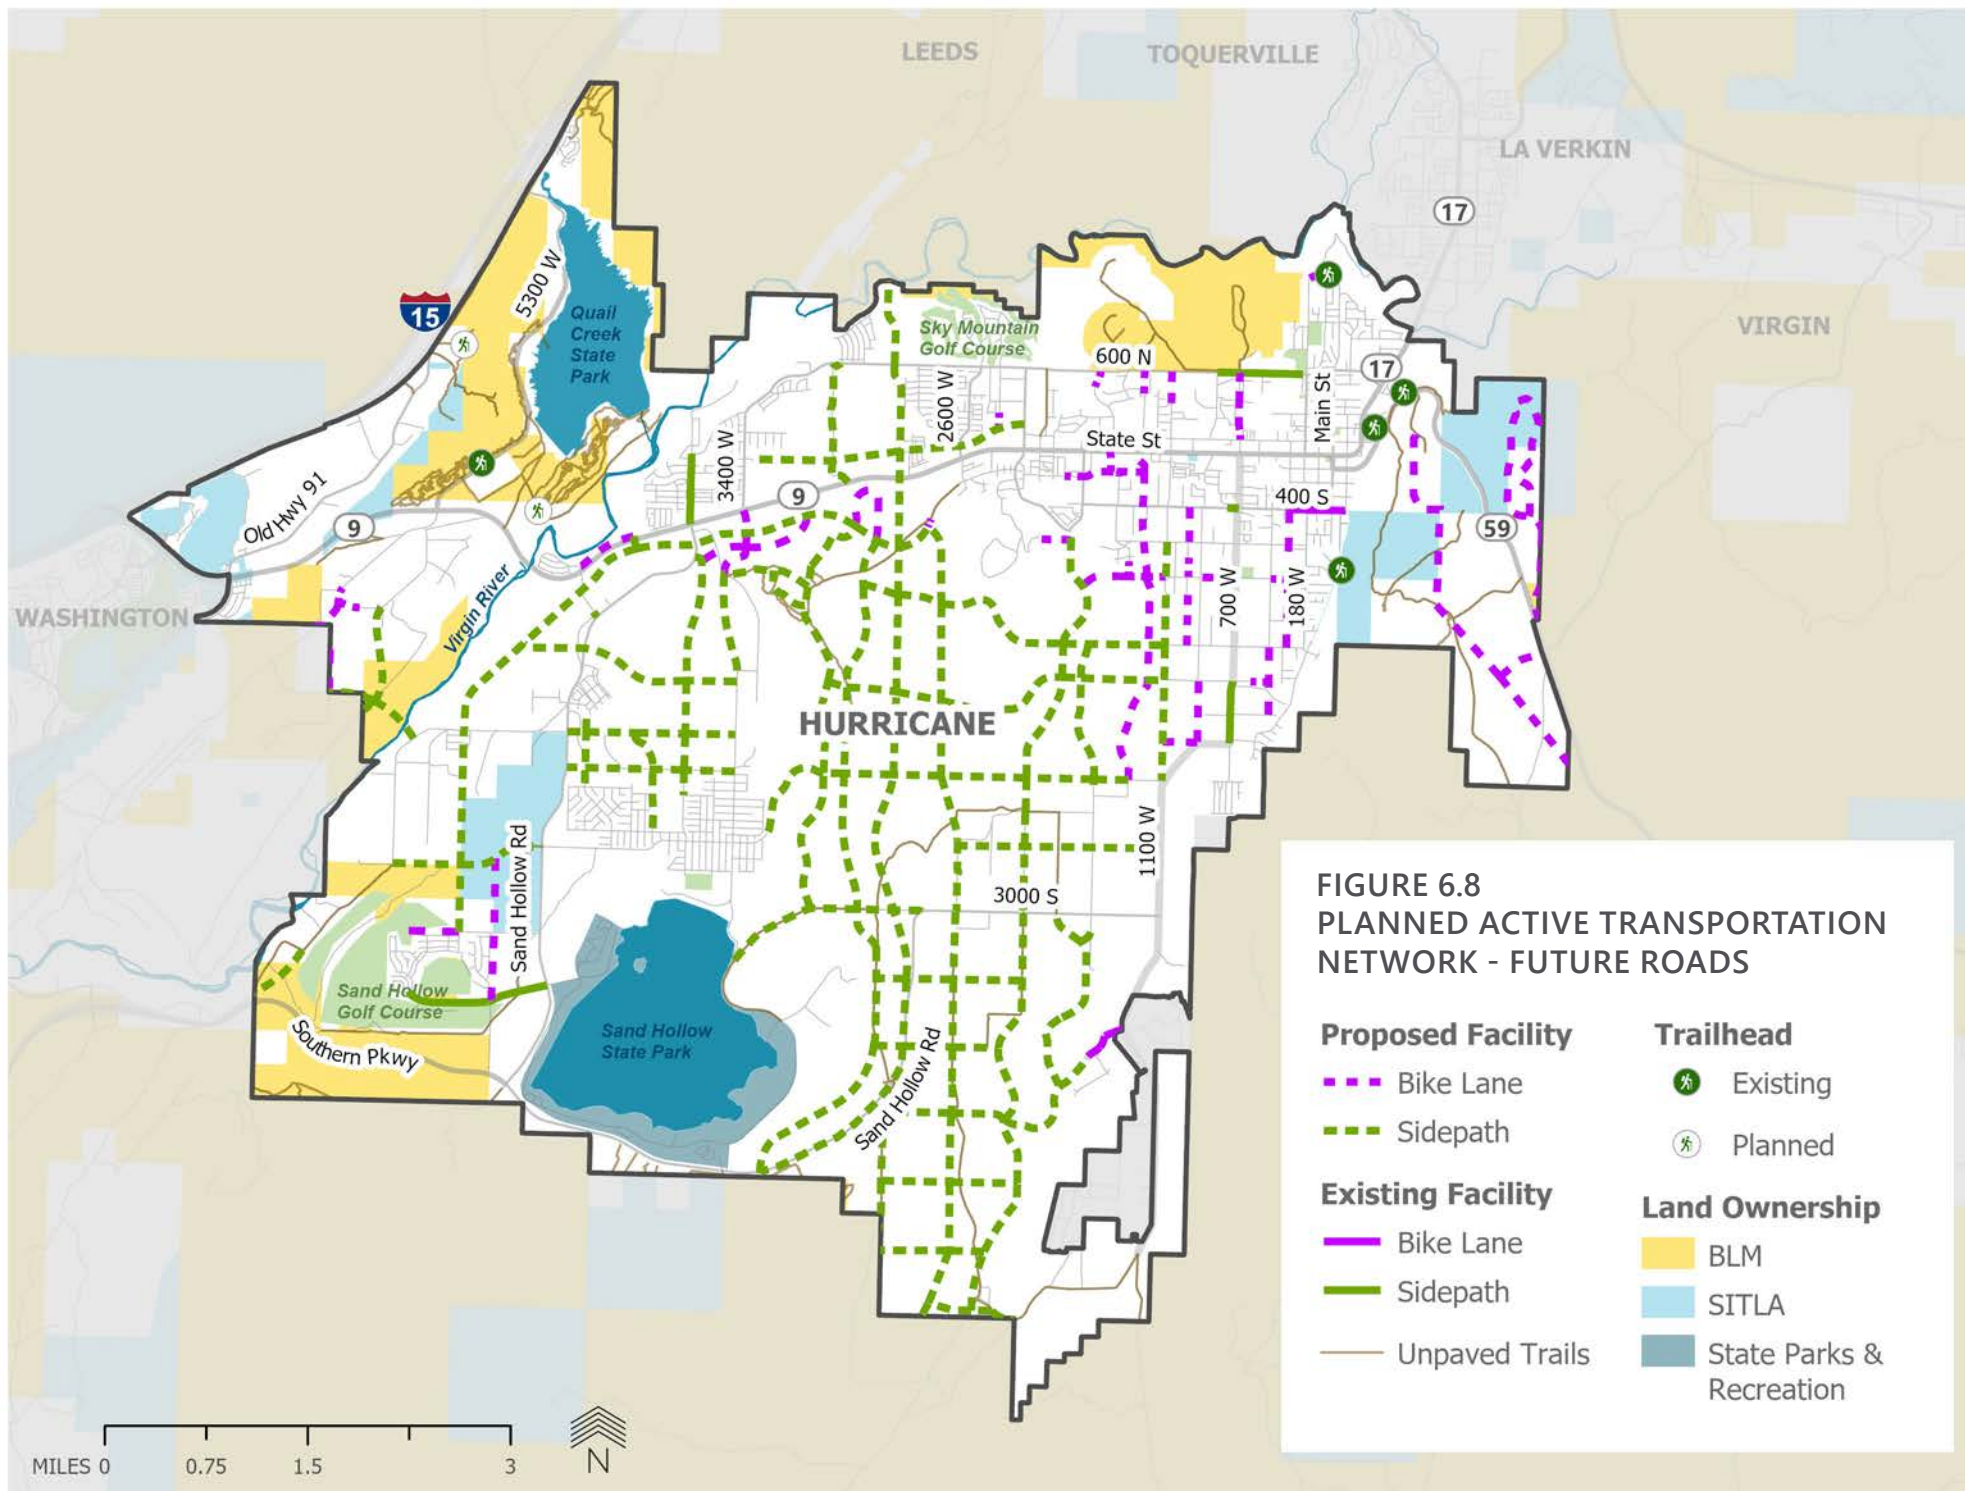 LEEDS
TOQUERVILLE
LA VERKIN
17
VIRGIN
5300 W
15
Quail
Creek
State
Park
Sky Mountain
Golf Course
600 N
17
2600 W
Main St
State St
3400 W
9
400 S
Old Hwy 91
9
59
Virgin River
WASHINGTON
700 W
180 W
HURRICANE
1100 W
Sand Hollow Rd
3000 S
Sand Hollow
Golf Course
Southern Pkwy
Sand Hollow
State Park
Sand Hollow Rd
FIGURE 6.8
PLANNED ACTIVE TRANSPORTATION
NETWORK - FUTURE ROADS
Proposed Facility
Bike Lane
Sidepath
Existing Facility
Bike Lane
Sidepath
Unpaved Trails
Trailhead
Existing
Planned
Land Ownership
BLM
SITLA
State Parks &
Recreation
MILES 0 0.75 1.5 3
N